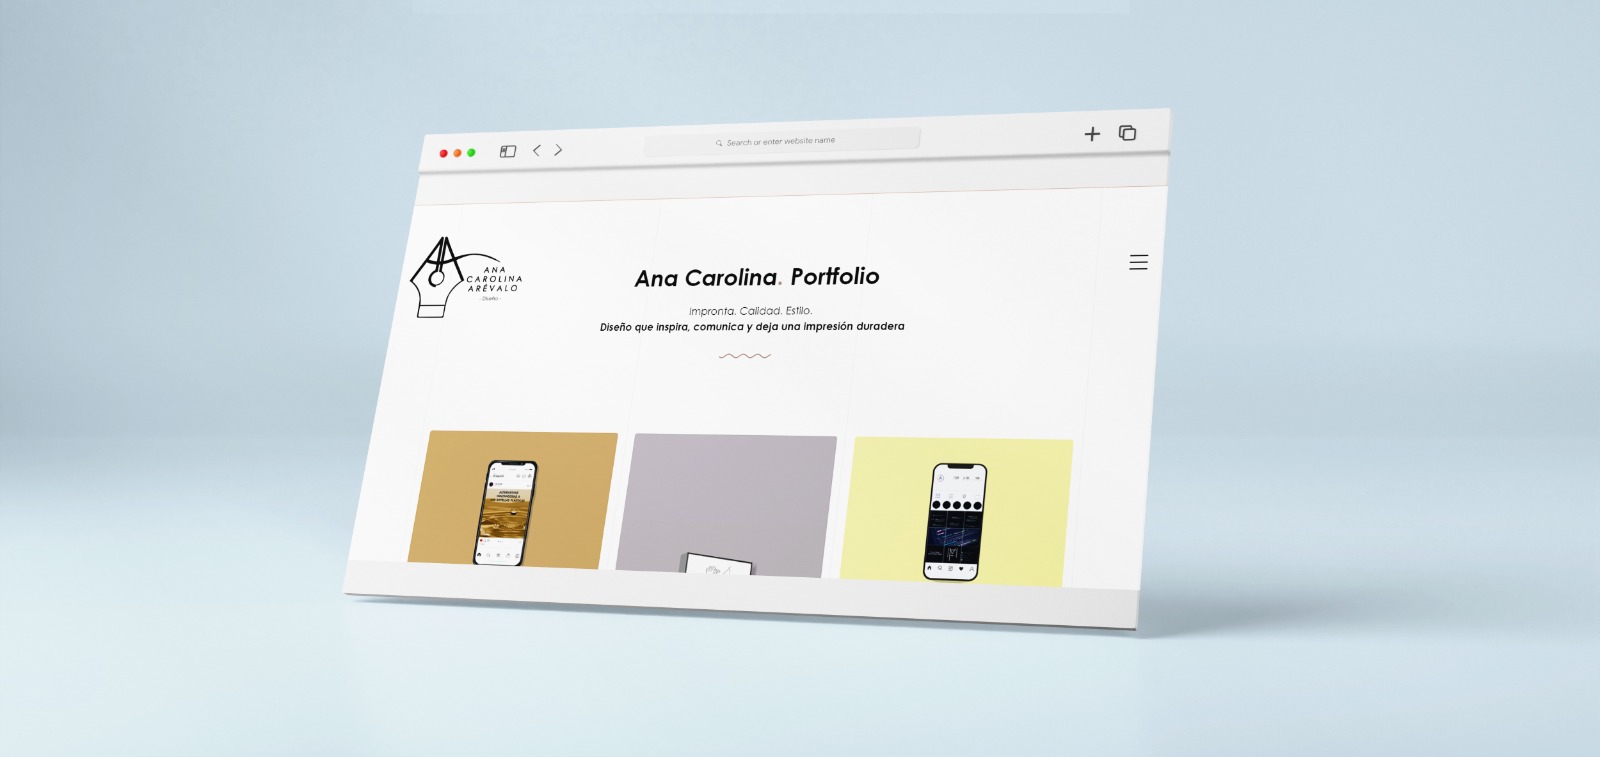 Search or enter website name
ANA
CAROLINA
ARÉVALO
- Diseño -
Ana Carolina. Portfolio
Impronta. Calidad. Estilo.
Diseño que inspira, comunica y deja una impresión duradera